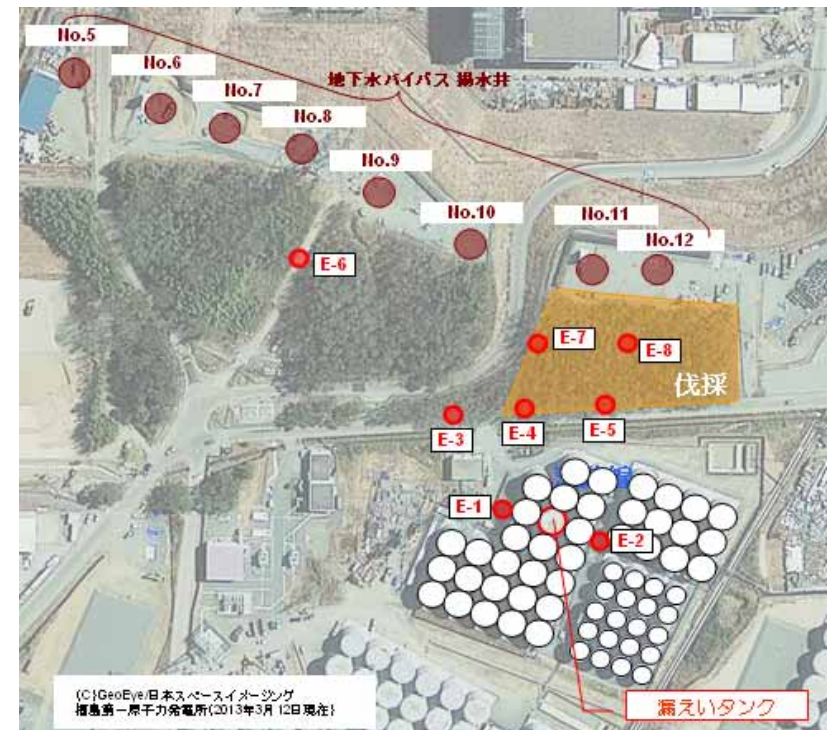 No.5
No.6
No.7
地下水バイパス 揚水井
No.8
No.9
No.10
No.11
No.12
E-6
E-7
E-8
伐採
E-3
E-4
E-5
E-1
E-2
漏えいタンク
(C)GeoEye/日本スペースイメージング
福島第一原子力発電所(2013年3月12日現在)